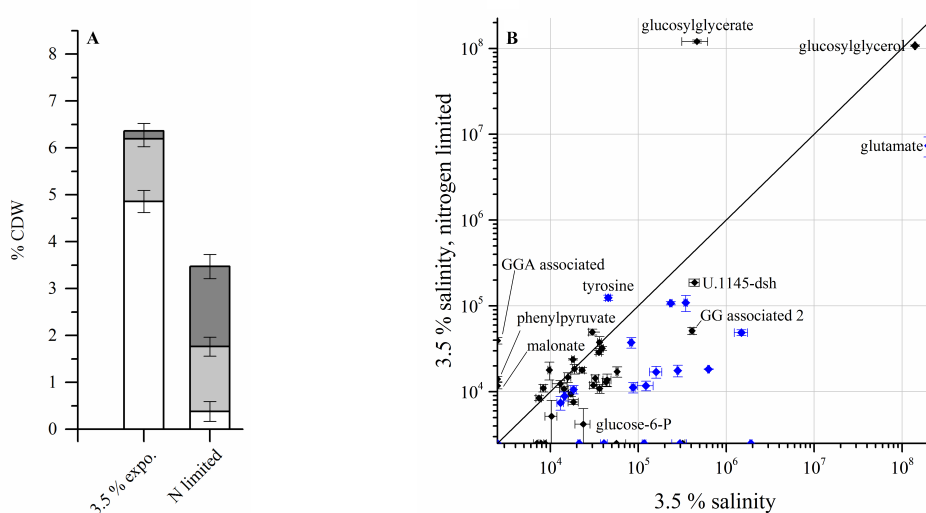 A
8
7
6
5
4
3
2
1
0
% CDW
3.5 % expo.
N limited
B
10^8
10^7
10^6
10^5
10^4
3.5 % salinity, nitrogen limited
glucosylglycerate
glucosylglycerol
glutamate
GGA associated
tyrosine
U.1145-dsh
phenylpyruvate
GG associated 2
malonate
glucose-6-P
10^4
10^5
10^6
10^7
10^8
3.5 % salinity